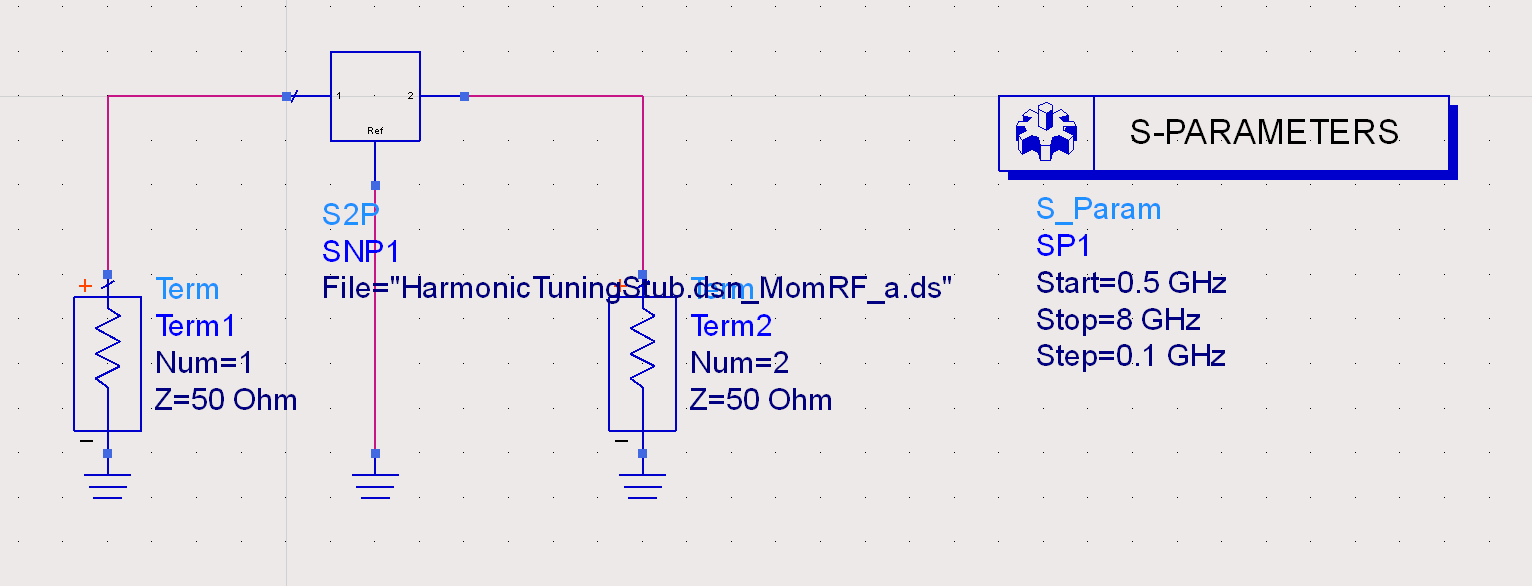 1 2
Ref
S-PARAMETERS
S2P
SNP1
File="HarmonicTuningStub.dsn_MomRF_a.ds"
+ Term
Term1
Num=1
Z=50 Ohm
–
+ Term
Term2
Num=2
Z=50 Ohm
–
S_Param
SP1
Start=0.5 GHz
Stop=8 GHz
Step=0.1 GHz